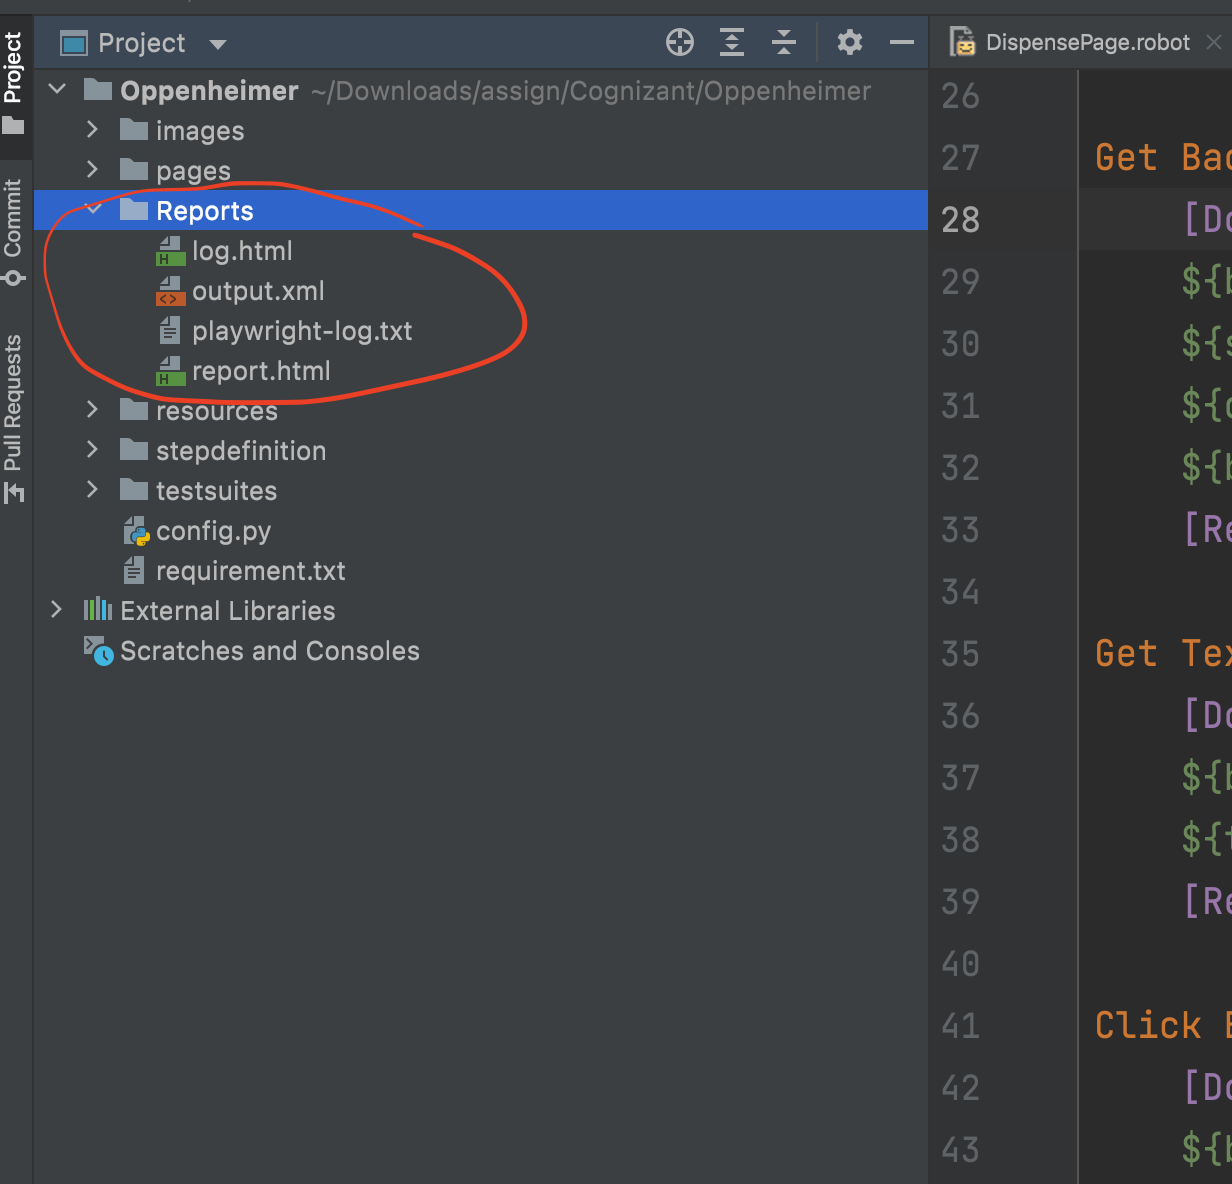 Project
Commit
Pull Requests
Project
Oppenheimer ~/Downloads/assign/Cognizant/Oppenheimer
images
pages
Reports
log.html
output.xml
playwright-log.txt
report.html
resources
stepdefinition
testsuites
config.py
requirement.txt
External Libraries
Scratches and Consoles
DispensePage.robot
26
27 Get Bac
28 [Do
29 ${b
30 ${s
31 ${
32 ${b
33 [Re
34
35 Get Tex
36 [Do
37 ${b
38 ${t
39 [Re
40
41 Click
42 [Do
43 ${b